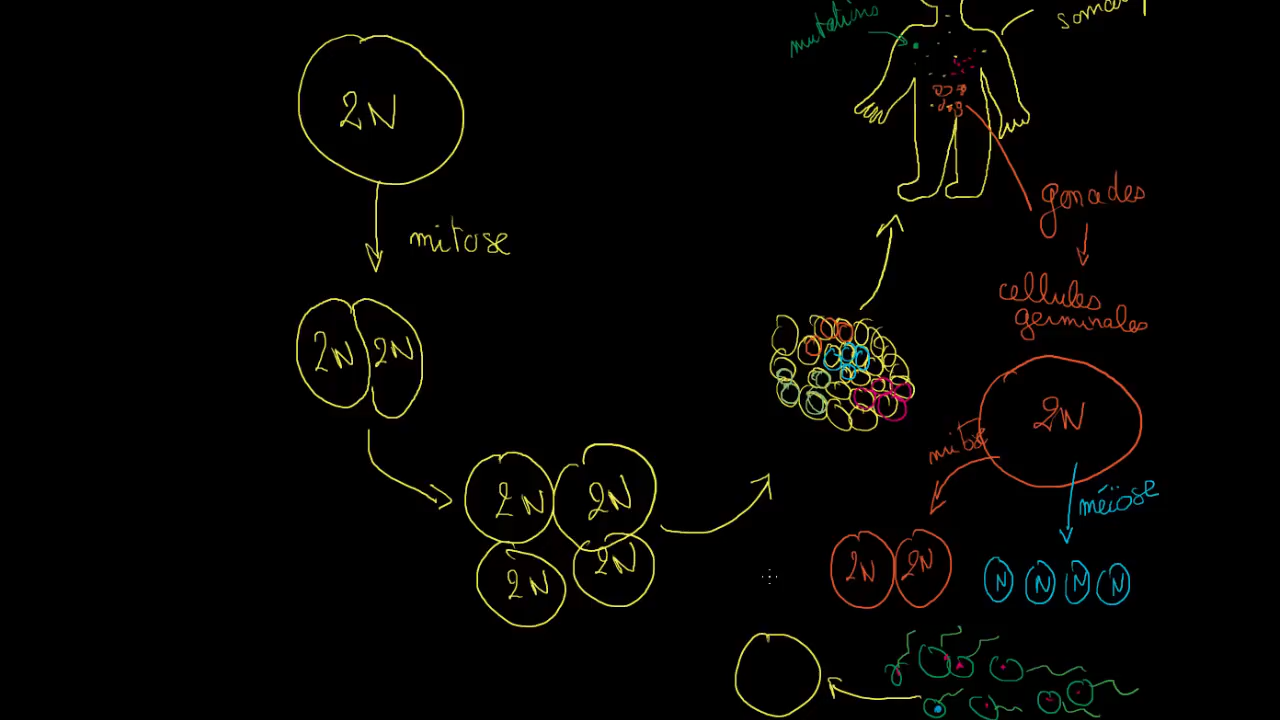 mutations
2N
mitose
gonades
cellules
germinales
2N 2N
2N
mitose
méiose
2N 2N
2N 2N
2N 2N
N N N N